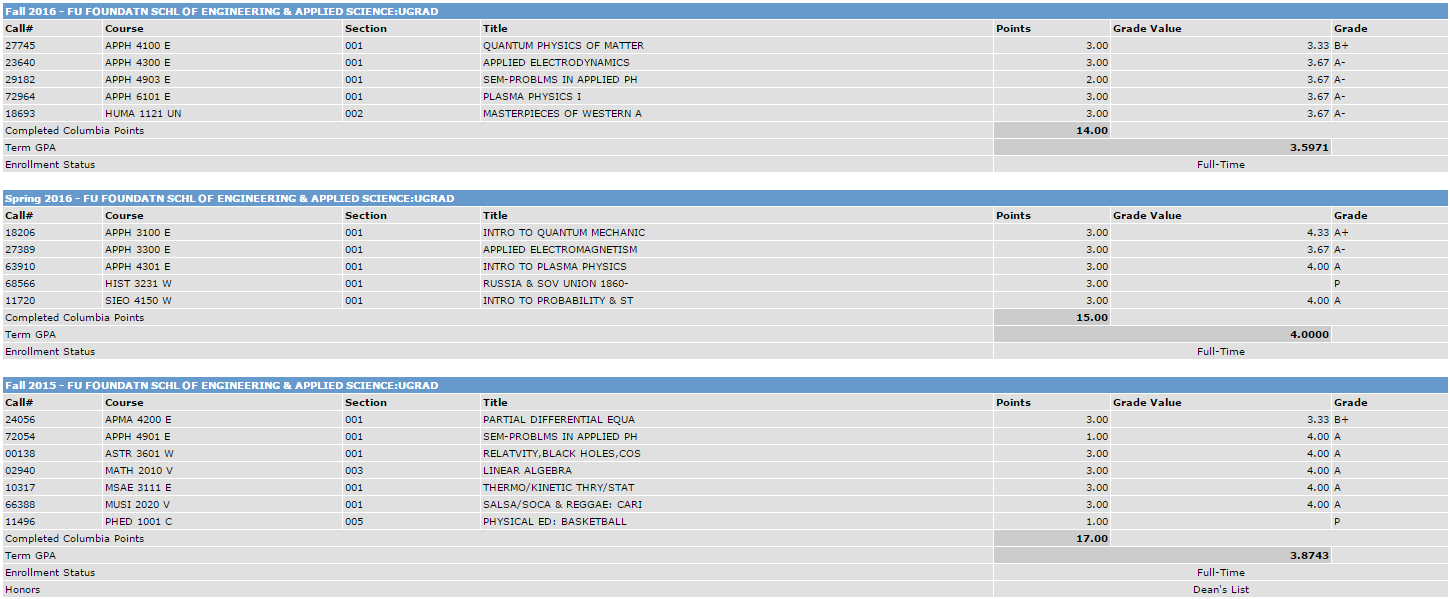 Fall 2016 - FU FOUNDATN SCHL OF ENGINEERING & APPLIED SCIENCE:UGRAD
Call# Course Section Title Points Grade Value Grade
27745 APPH 4100 E 001 QUANTUM PHYSICS OF MATTER 3.00 3.33 B+
23640 APPH 4300 E 001 APPLIED ELECTRODYNAMICS 3.00 3.67 A-
29182 APPH 4903 E 001 SEM-PROBLMS IN APPLIED PH 2.00 3.67 A-
72964 APPH 6101 E 001 PLASMA PHYSICS I 3.00 3.67 A-
18693 HUMA 1121 UN 002 MASTERPIECES OF WESTERN A 3.00 3.67 A-
Completed Columbia Points 14.00
Term GPA 3.5971
Enrollment Status Full-Time
Spring 2016 - FU FOUNDATN SCHL OF ENGINEERING & APPLIED SCIENCE:UGRAD
Call# Course Section Title Points Grade Value Grade
18206 APPH 3100 E 001 INTRO TO QUANTUM MECHANIC 3.00 4.33 A+
27389 APPH 3300 E 001 APPLIED ELECTROMAGNETISM 3.00 3.67 A-
63910 APPH 4301 E 001 INTRO TO PLASMA PHYSICS 3.00 4.00 A
68566 HIST 3231 W 001 RUSSIA & SOV UNION 1860- 3.00 P
11720 SIEO 4150 W 001 INTRO TO PROBABILITY & ST 3.00 4.00 A
Completed Columbia Points 15.00
Term GPA 4.0000
Enrollment Status Full-Time
Fall 2015 - FU FOUNDATN SCHL OF ENGINEERING & APPLIED SCIENCE:UGRAD
Call# Course Section Title Points Grade Value Grade
24056 APMA 4200 E 001 PARTIAL DIFFERENTIAL EQUA 3.00 3.33 B+
72054 APPH 4901 E 001 SEM-PROBLMS IN APPLIED PH 1.00 4.00 A
00138 ASTR 3601 W 001 RELATVITY,BLACK HOLES,COS 3.00 4.00 A
02940 MATH 2010 V 003 LINEAR ALGEBRA 3.00 4.00 A
10317 MSAE 3111 E 001 THERMO/KINETIC THRY/STAT 3.00 4.00 A
66388 MUSI 2020 V 001 SALSA/SOCA & REGGAE: CARI 3.00 4.00 A
11496 PHED 1001 C 005 PHYSICAL ED: BASKETBALL 1.00 P
Completed Columbia Points 17.00
Term GPA 3.8743
Enrollment Status Full-Time
Honors Dean's List